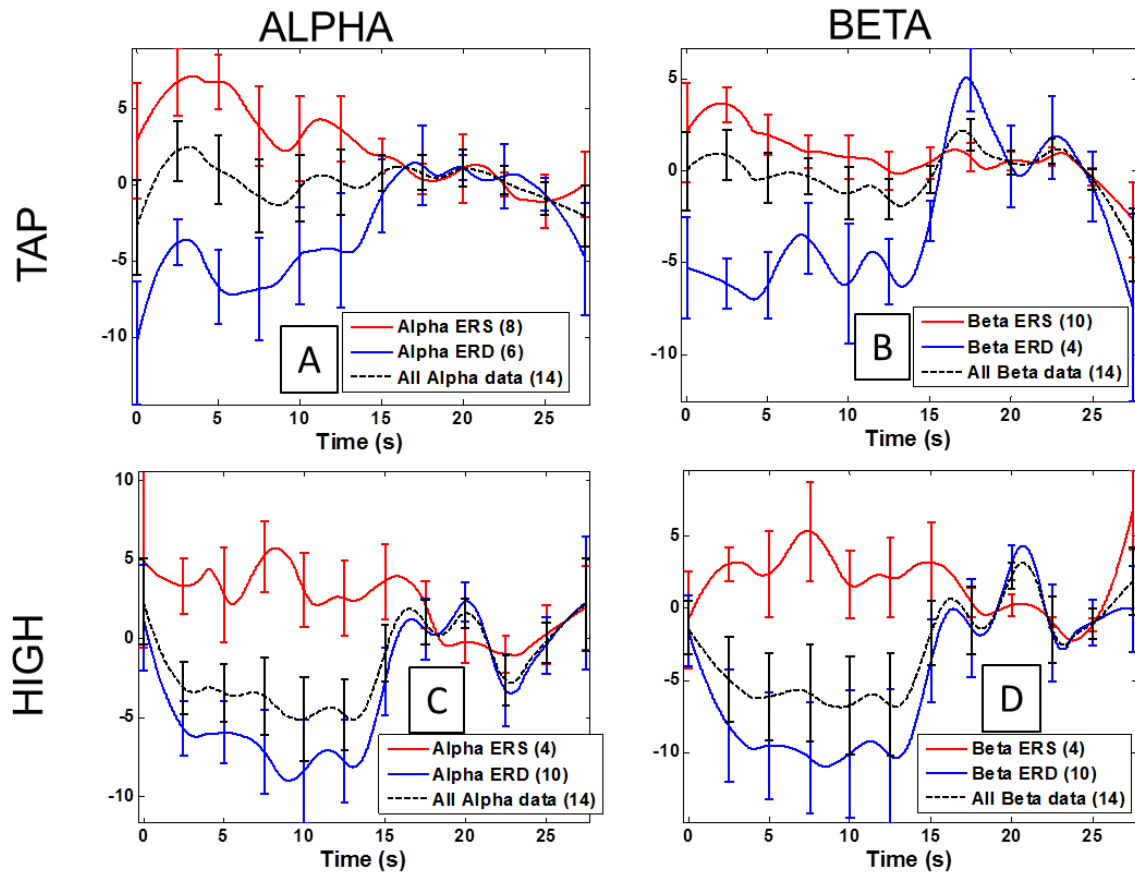 ALPHA
BETA
TAP
5
0
-5
-10
A
Alpha ERS (8)
Alpha ERD (6)
All Alpha data (14)
0 5 10 15 20 25
Time (s)
5
0
-5
-10
B
Beta ERS (10)
Beta ERD (4)
All Beta data (14)
0 5 10 15 20 25
Time (s)
HIGH
10
5
0
-5
-10
C
Alpha ERS (4)
Alpha ERD (10)
All Alpha data (14)
0 5 10 15 20 25
Time (s)
5
0
-5
-10
D
Beta ERS (4)
Beta ERD (10)
All Beta data (14)
0 5 10 15 20 25
Time (s)